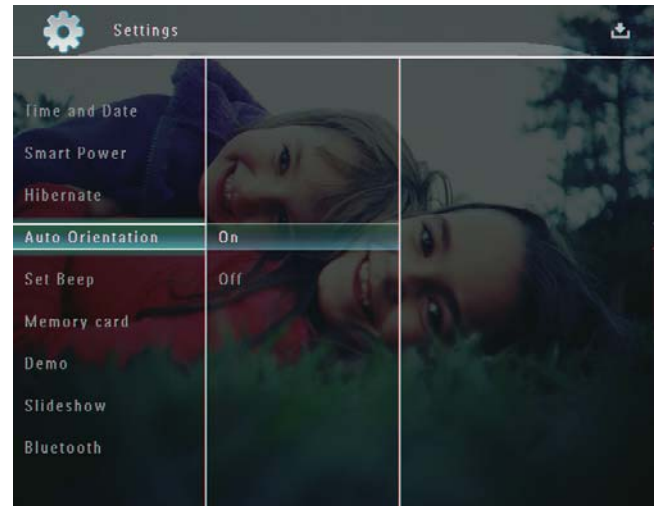 Settings
Time and Date
Smart Power
Hibernate
Auto Orientation
On
Set Beep
Off
Memory card
Demo
Slideshow
Bluetooth